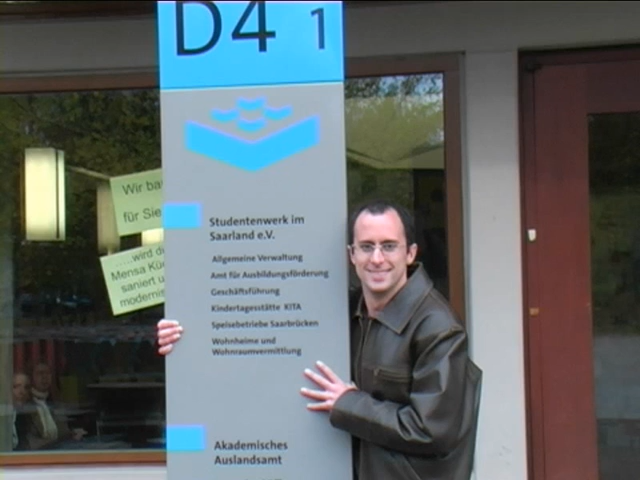 D4 1
Wir ba
für Sie
...wird d
Mensa Kü
saniert u
modernis
Studentenwerk im
Saarland e.V.
Allgemeine Verwaltung
Amt für Ausbildungsförderung
Geschäftsführung
Kindertagesstätte KITA
Speisebetriebe Saarbrücken
Wohnheime und
Wohnraumvermittlung
Akademisches
Auslandsamt